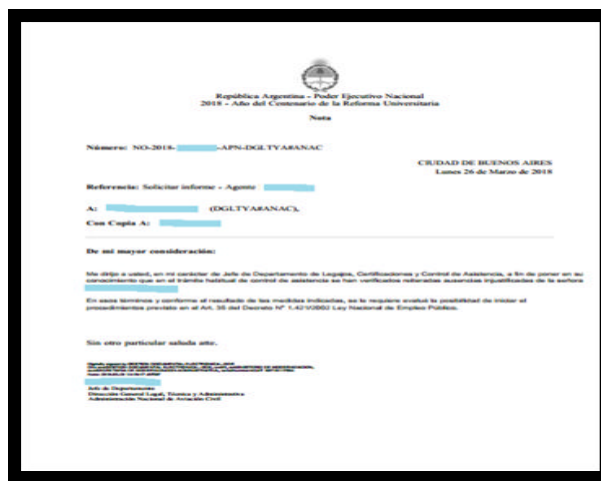 República Argentina - Poder Ejecutivo Nacional
2018 - Año del Centenario de la Reforma Universitaria
Nota
Número: NO-2018- -APN-DGLTYA#ANAC
CIUDAD DE BUENOS AIRES
Lunes 26 de Marzo de 2018
Referencia: Solicitar informe - Agente
A: (DGLTYA#ANAC),
Con Copia A:
De mi mayor consideración:
Me dirijo a usted, en mi carácter de Jefe de Departamento de Legajos, Certificaciones y Control de Asistencia, a fin de poner en su
conocimiento que en el trámite habitual de control de asistencia se han verificados reiteradas ausencias injustificadas de la señora
En esos términos y conforme el resultado de las medidas indicadas, se le requiere evalué la posibilidad de iniciar el
procedimientos previsto en el Art. 35 del Decreto N° Ley Nacional de Empleo Público.
Sin otro particular saluda atte.
Jefe de Departamento
Dirección General Legal, Técnica y Administrativa
Administración Nacional de Aviación Civil